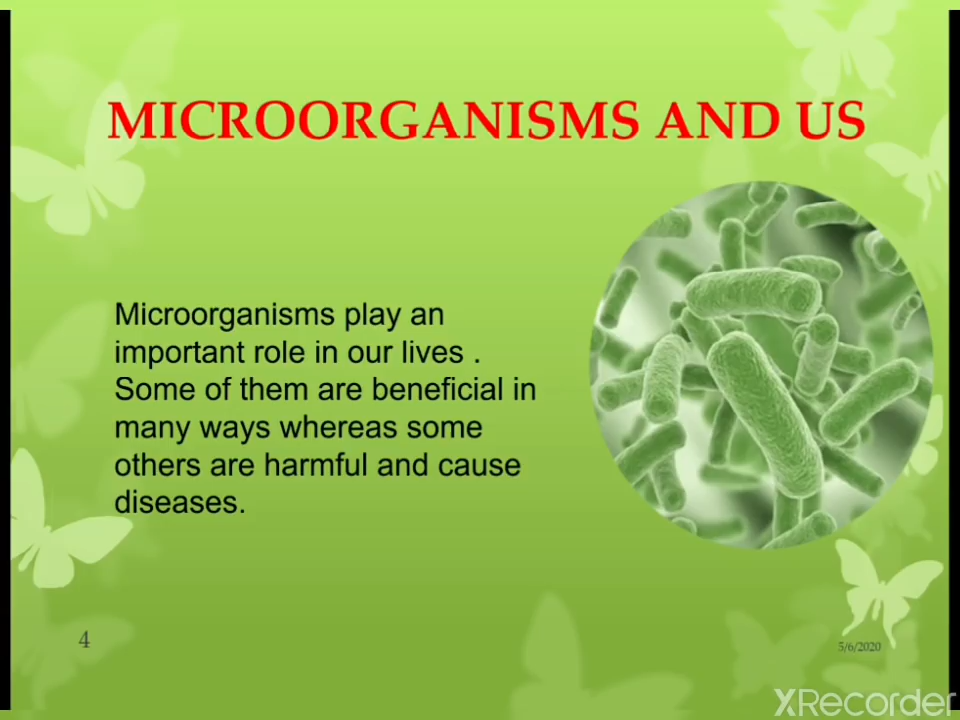 MICROORGANISMS AND US
Microorganisms play an
important role in our lives .
Some of them are beneficial in
many ways whereas some
others are harmful and cause
diseases.
4
5/6/2020
XRecorder